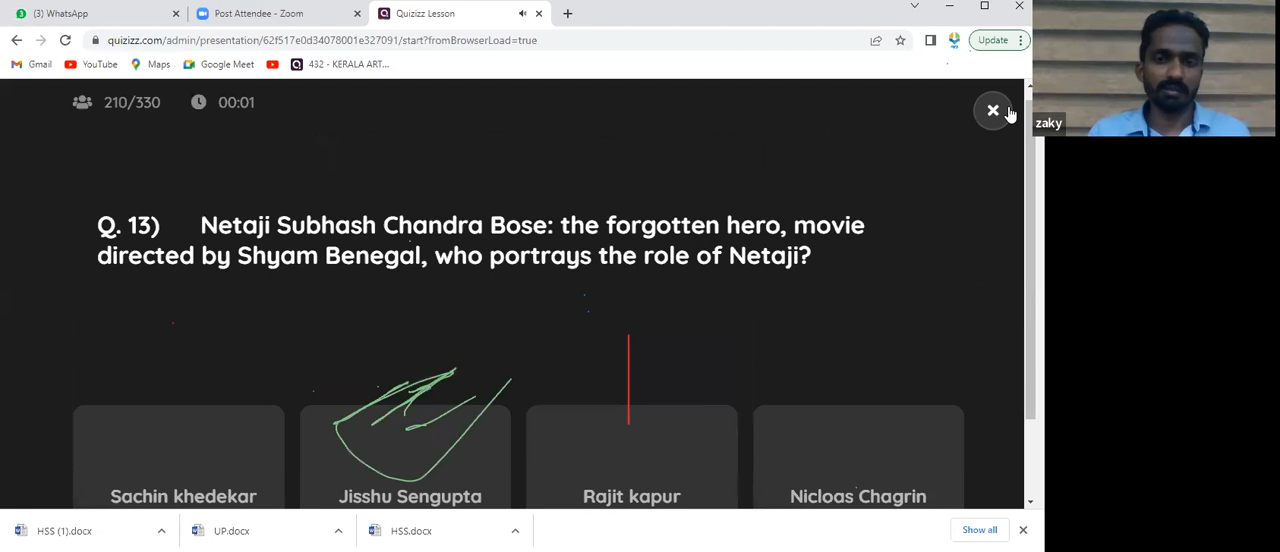 (3) WhatsApp
Post Attendee - Zoom
Quizizz Lesson
quizizz.com/admin/presentation/62f517e0d34078001e327091/start?fromBrowserLoad=true
Update
Gmail
YouTube
Maps
Google Meet
432 - KERALA ART...
210/330
00:01
zaky
Q. 13) Netaji Subhash Chandra Bose: the forgotten hero, movie
directed by Shyam Benegal, who portrays the role of Netaji?
Sachin khedekar
Jisshu Sengupta
Rajit kapur
Nicloas Chagrin
HSS (1).docx
UP.docx
HSS.docx
Show all